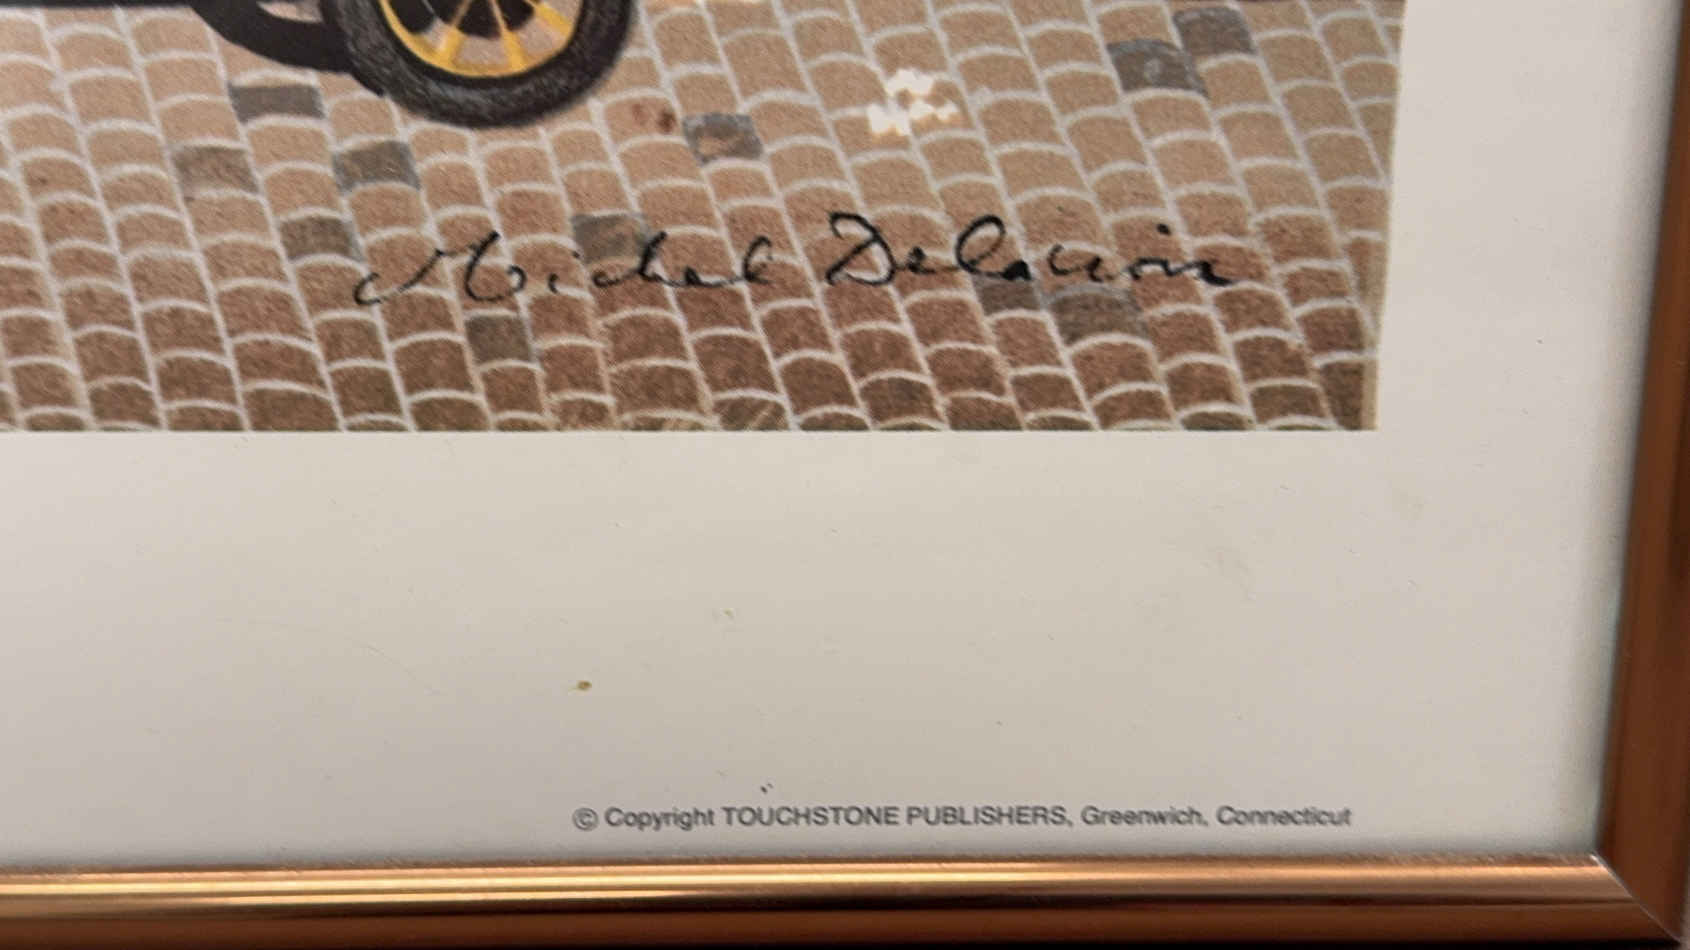 Michel Delacroix
© Copyright TOUCHSTONE PUBLISHERS, Greenwich, Connecticut